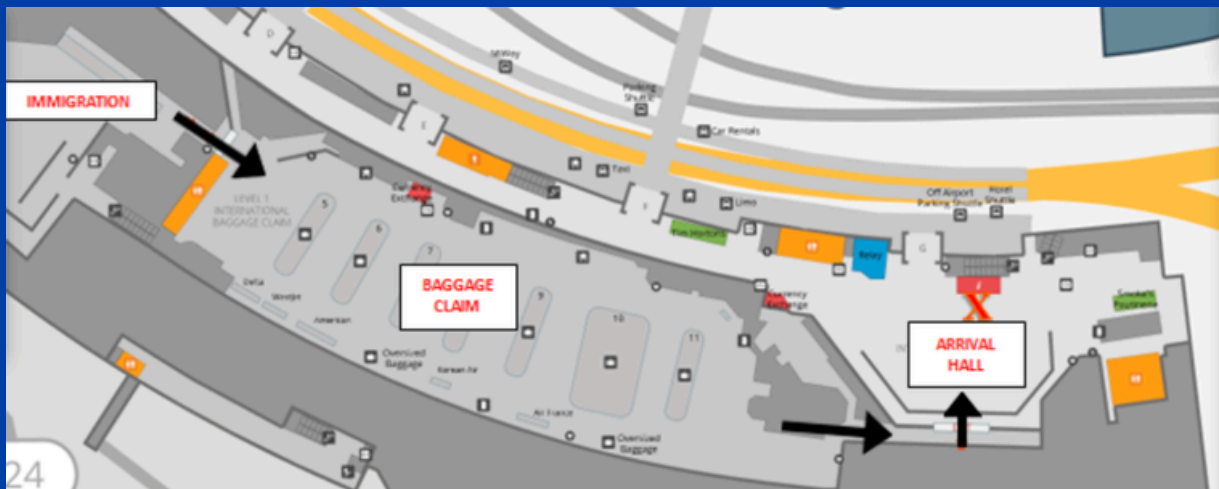 D
Parking
Shuttle
IMMIGRATION
Car Rentals
E
Taxi
Currency
Exchange
LEVEL 1
INTERNATIONAL
BAGGAGE CLAIM
Off Airport
Parking Shuttle
Hotel
Shuttle
5
F
Limo
6
Tim Hortons
7
G
Relay
BAGGAGE
CLAIM
Delta
WestJet
9
Currency
Exchange
American
10
11
ARRIVAL
HALL
Oversized
Baggage
Korean Air
Air France
Oversized
Baggage
24